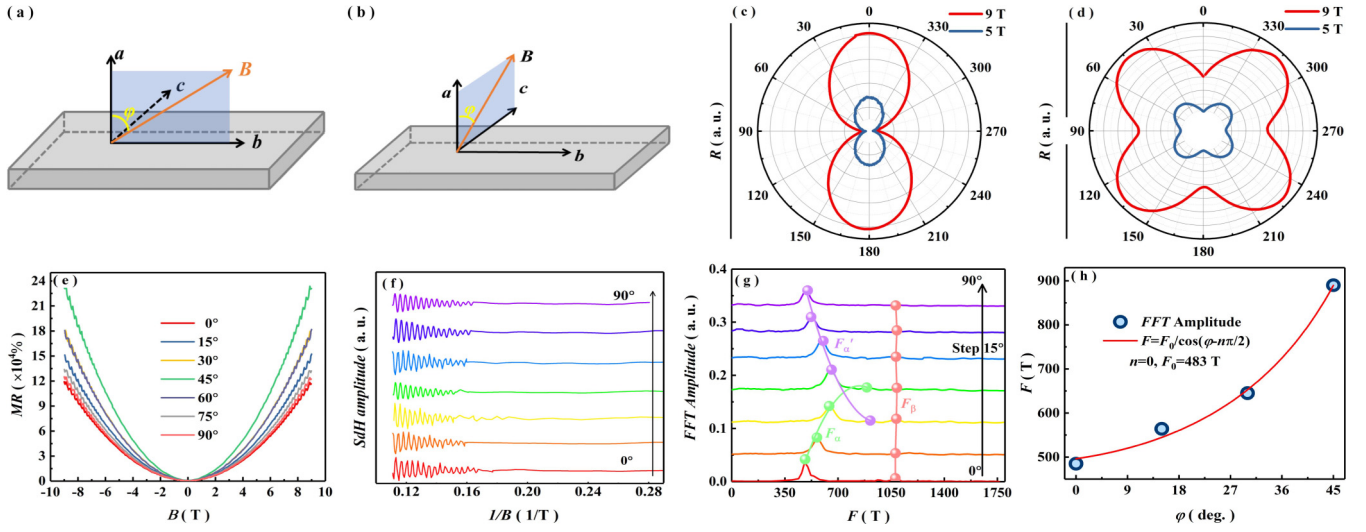 ( a )
a
c
B
φ
b
( b )
a
B
c
φ
b
( c )
R (a. u.)
0
330
300
270
240
210
180
150
120
90
60
30
9 T
5 T
( d )
R (a. u.)
0
330
300
270
240
210
180
150
120
90
60
30
9 T
5 T
( e )
MR ( ×10⁴%)
24
21
18
15
12
9
6
3
0
0°
15°
30°
45°
60°
75°
90°
-10 -8 -6 -4 -2 0 2 4 6 8 10
B ( T )
( f )
SdH amplitude ( a. u.)
90°
0°
0.12 0.16 0.20 0.24 0.28
1/B ( 1/T )
( g )
FFT Amplitude( a. u.)
0.4
0.3
0.2
0.1
0.0
90°
Step 15°
0°
Fα'
Fα
Fβ
0 350 700 1050 1400 1750
F ( T )
( h )
F ( T )
900
800
700
600
500
FFT Amplitude
F=F₀/cos(φ-nπ/2)
n=0, F₀=483 T
0 9 18 27 36 45
φ ( deg. )